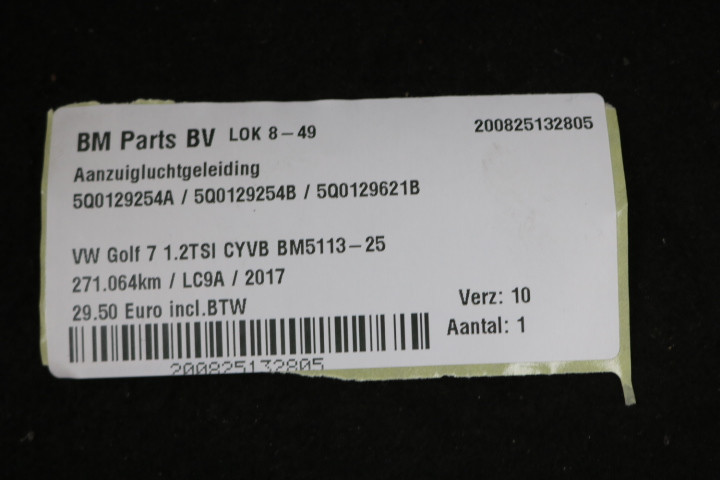 BM Parts BV LOK 8-49 200825132805
Aanzuigluchtgeleiding
5Q0129254A / 5Q0129254B / 5Q0129621B
VW Golf 7 1.2TSI CYVB BM5113-25
271.064km / LC9A / 2017
29.50 Euro incl.BTW Verz: 10
Aantal: 1
200825132805